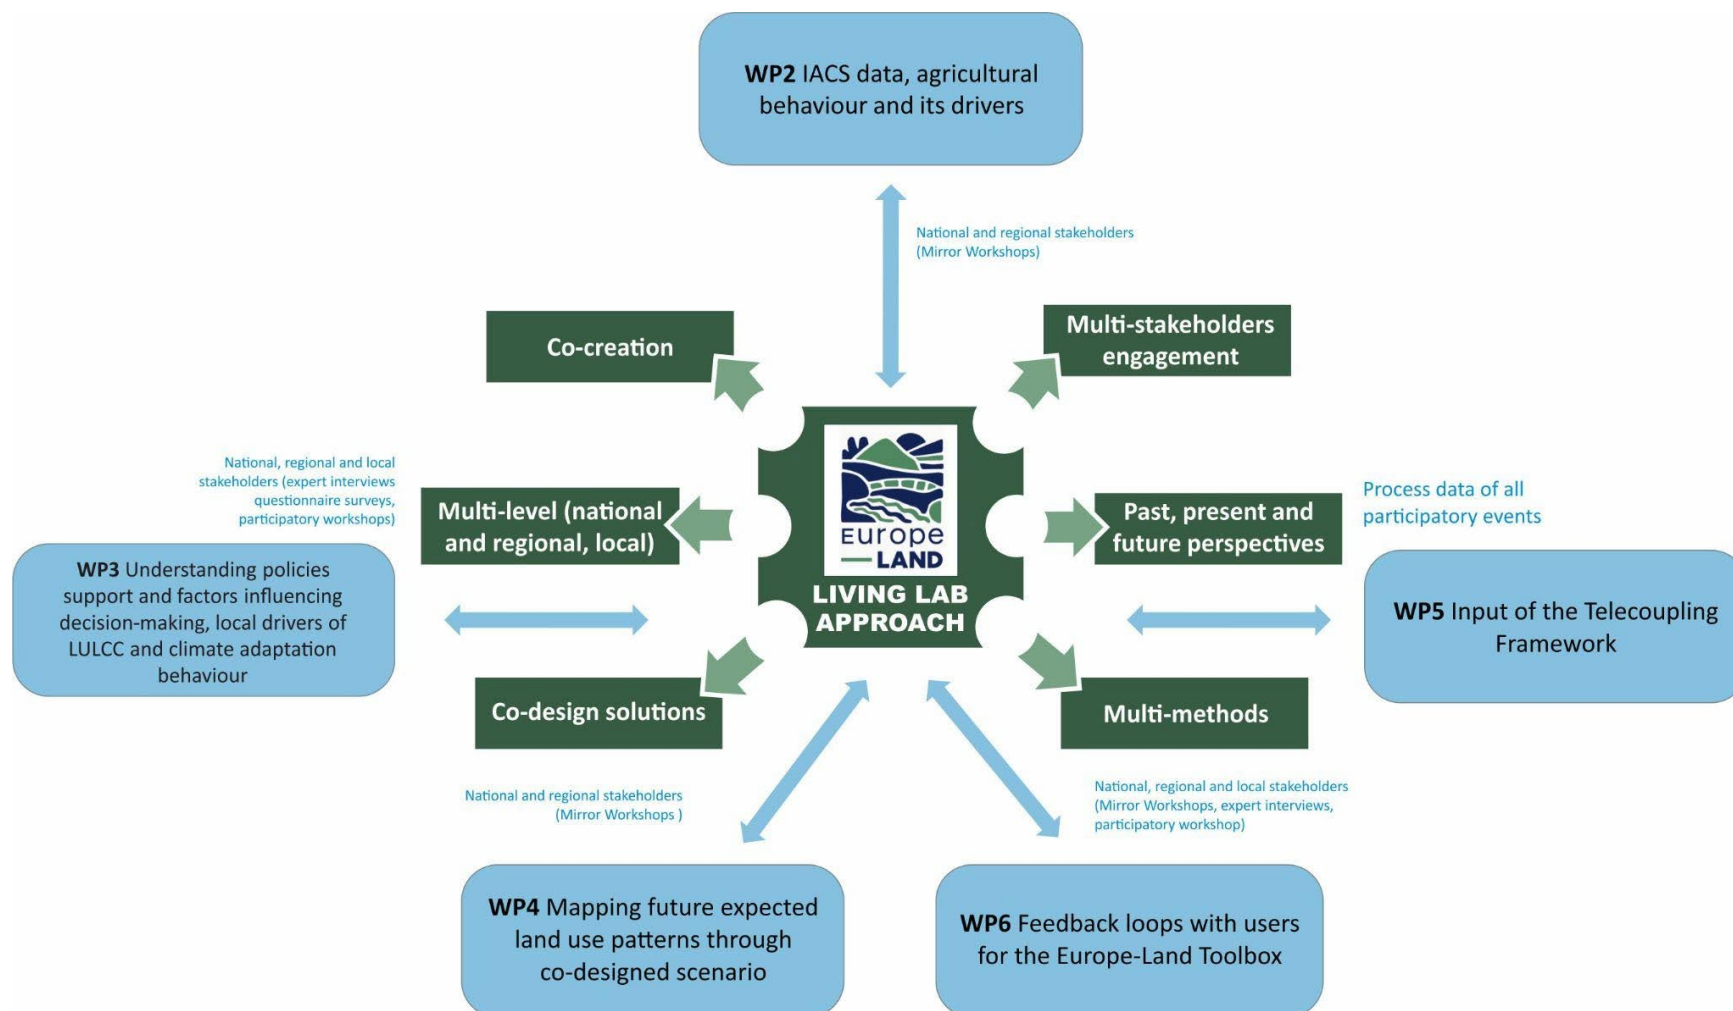 WP2 IACS data, agricultural
behaviour and its drivers
National and regional stakeholders
(Mirror Workshops)
Co-creation
Multi-stakeholders
engagement
National, regional and local
stakeholders (expert interviews
questionnaire surveys,
participatory workshops)
Multi-level (national
and regional, local)
Europe
LAND
LIVING LAB
APPROACH
Past, present and
future perspectives
Process data of all
participatory events
WP3 Understanding policies
support and factors influencing
decision-making, local drivers of
LULCC and climate adaptation
behaviour
WP5 Input of the Telecoupling
Framework
Co-design solutions
Multi-methods
National and regional stakeholders
(Mirror Workshops )
National, regional and local stakeholders
(Mirror Workshops, expert interviews,
participatory workshop)
WP4 Mapping future expected
land use patterns through
co-designed scenario
WP6 Feedback loops with users
for the Europe-Land Toolbox